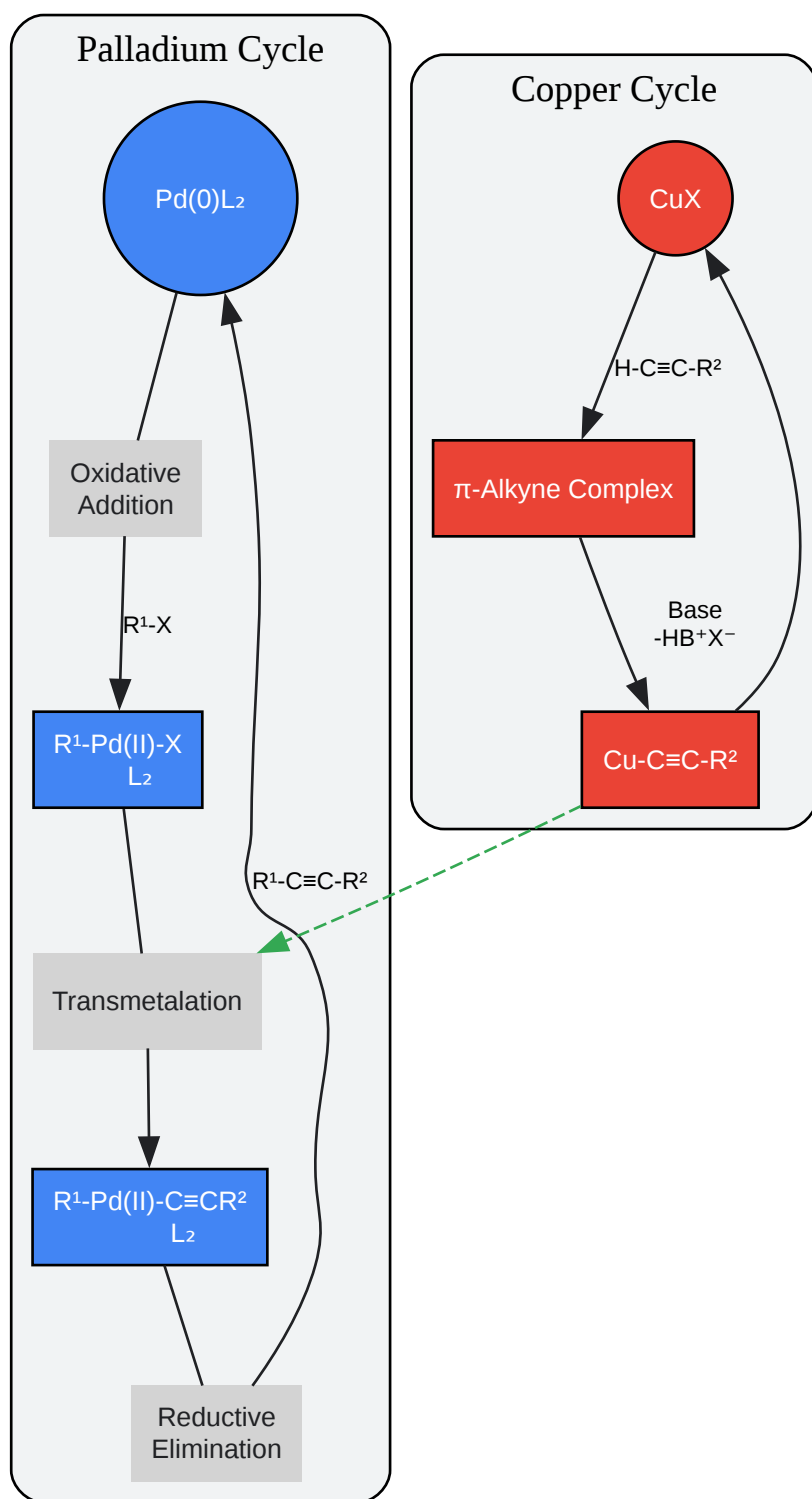 Palladium Cycle
Pd(0)L₂
Oxidative
Addition
R¹-X
R¹-Pd(II)-X
L₂
R¹-C≡C-R²
Transmetalation
R¹-Pd(II)-C≡CR²
L₂
Reductive
Elimination
Copper Cycle
CuX
H-C≡C-R²
π-Alkyne Complex
Base
-HB⁺X⁻
Cu-C≡C-R²